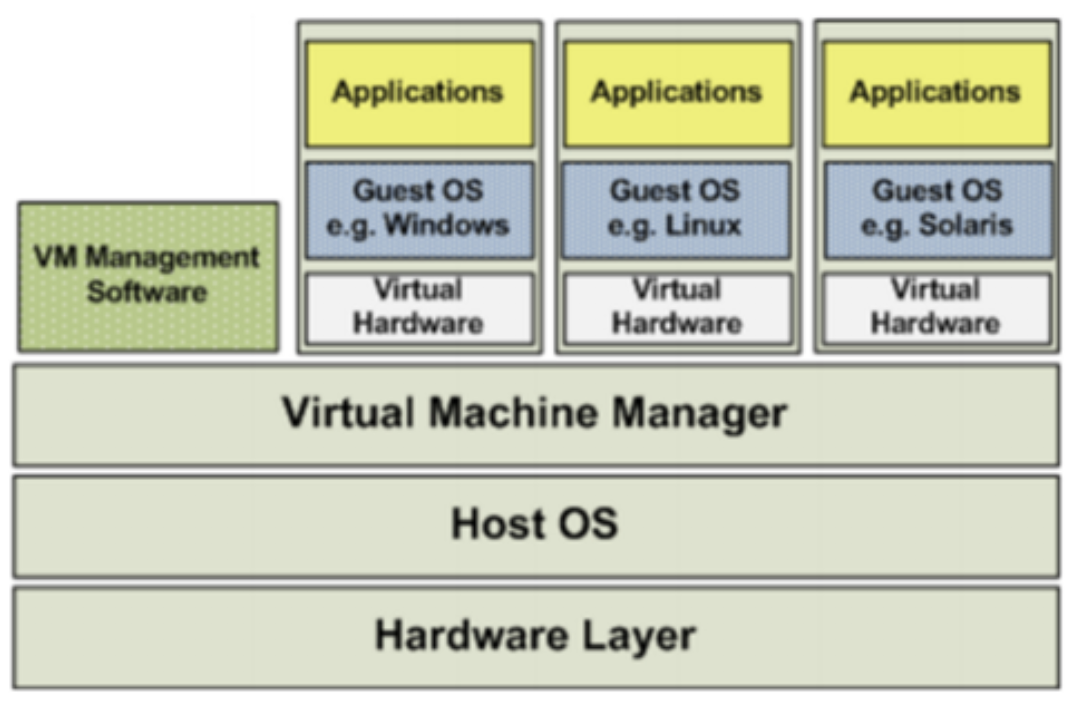 Applications
Applications
Applications
Guest OS
e.g. Windows
Guest OS
e.g. Linux
Guest OS
e.g. Solaris
VM Management
Software
Virtual
Hardware
Virtual
Hardware
Virtual
Hardware
Virtual Machine Manager
Host OS
Hardware Layer